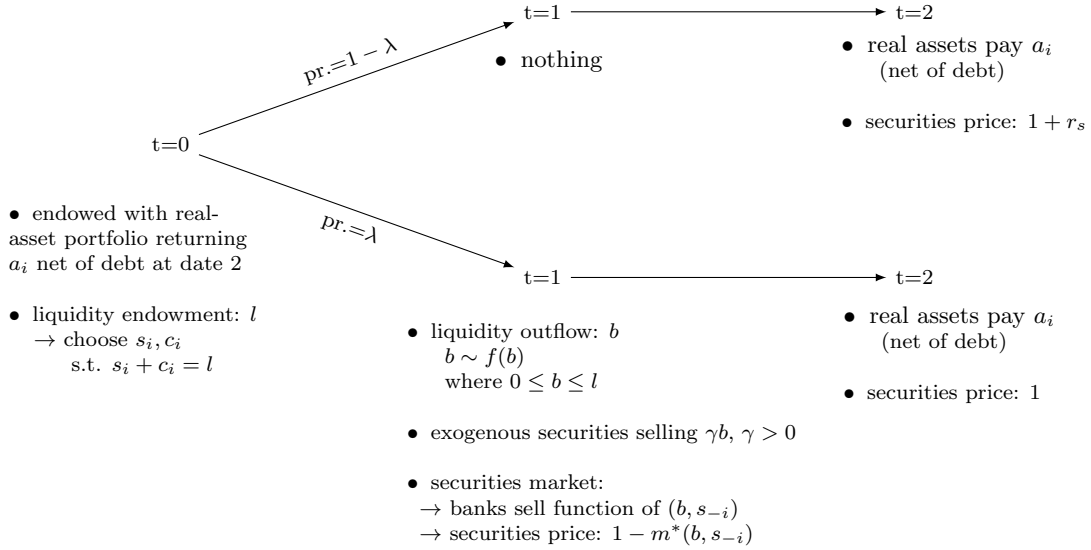 t=1
t=2
pr.=1 − λ
• nothing
• real assets pay a_i
(net of debt)
• securities price: 1 + r_s
t=0
pr.=λ
• endowed with real-
asset portfolio returning
a_i net of debt at date 2
• liquidity endowment: l
→ choose s_i, c_i
s.t. s_i + c_i = l
t=1
t=2
• liquidity outflow: b
b ∼ f(b)
where 0 ≤ b ≤ l
• exogenous securities selling γb, γ > 0
• securities market:
→ banks sell function of (b, s_{−i})
→ securities price: 1 − m*(b, s_{−i})
• real assets pay a_i
(net of debt)
• securities price: 1